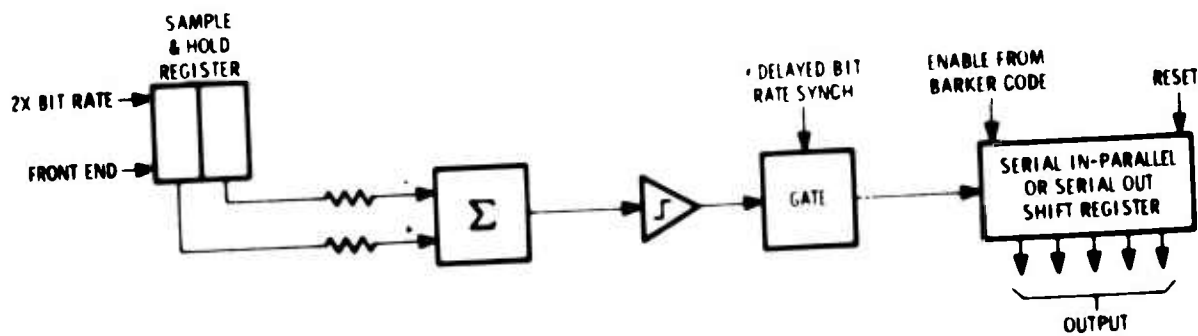 SAMPLE
& HOLD
REGISTER
2X BIT RATE
FRONT END
Σ
DELAYED BIT
RATE SYNCH
GATE
ENABLE FROM
BARKER CODE
RESET
SERIAL IN-PARALLEL
OR SERIAL OUT
SHIFT REGISTER
OUTPUT